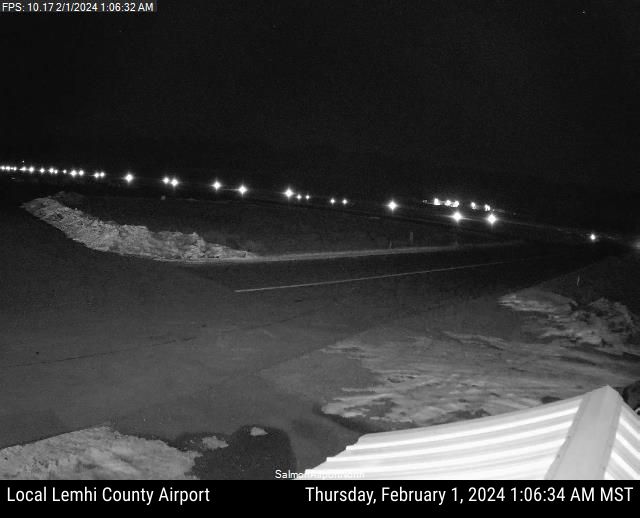 FPS: 10.17 2/1/2024 1:06:32 AM
Local Lemhi County Airport
Thursday, February 1, 2024 1:06:34 AM MST